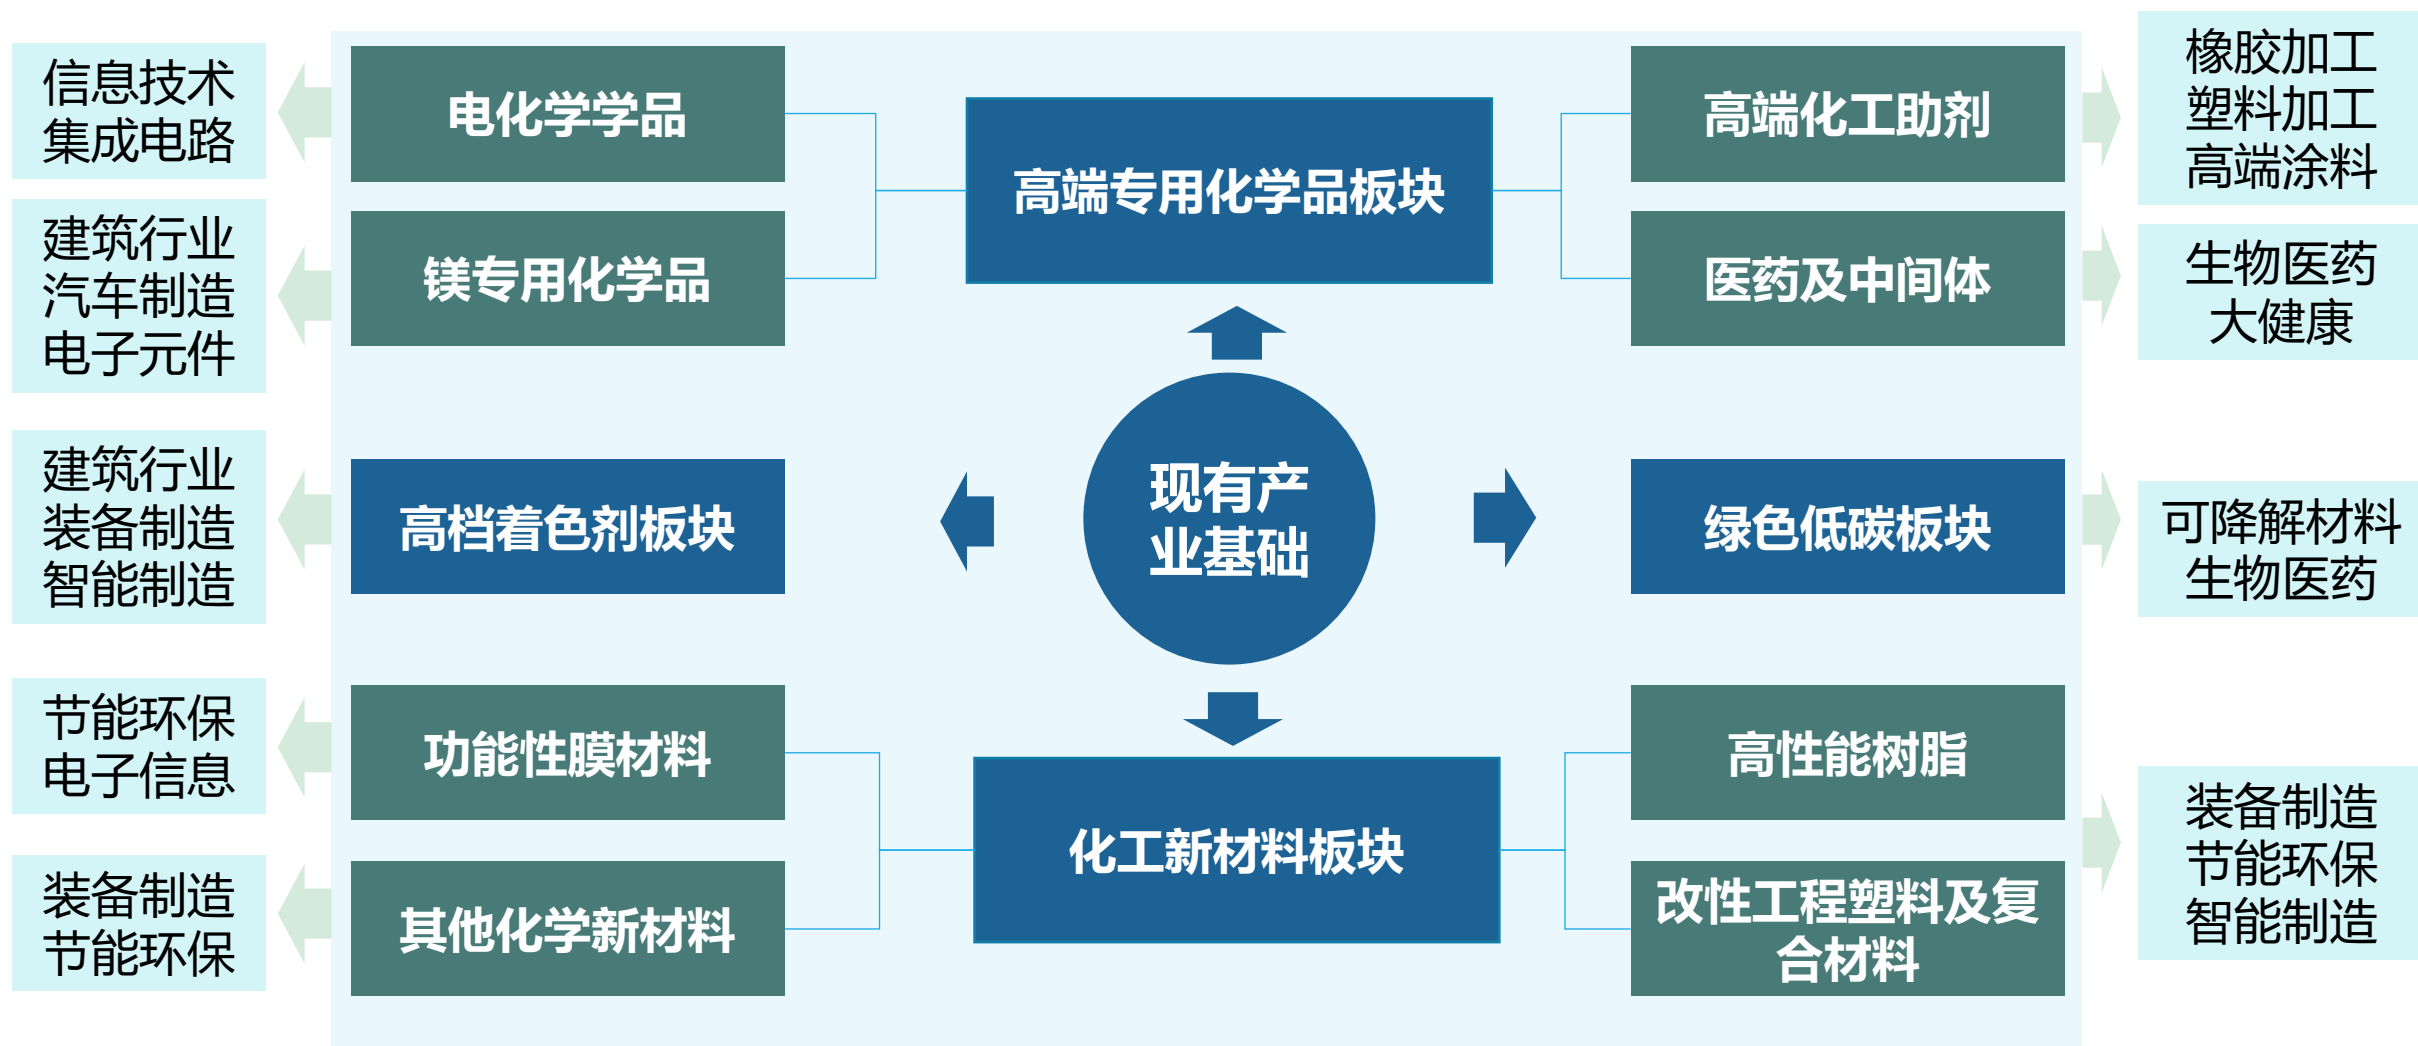 信息技术
集成电路
建筑行业
汽车制造
电子元件
建筑行业
装备制造
智能制造
节能环保
电子信息
装备制造
节能环保
电化学学品
镁专用化学品
高档着色剂板块
功能性膜材料
其他化学新材料
高端专用化学品板块
现有产
业基础
化工新材料板块
高端化工助剂
医药及中间体
绿色低碳板块
高性能树脂
改性工程塑料及复
合材料
橡胶加工
塑料加工
高端涂料
生物医药
大健康
可降解材料
生物医药
装备制造
节能环保
智能制造